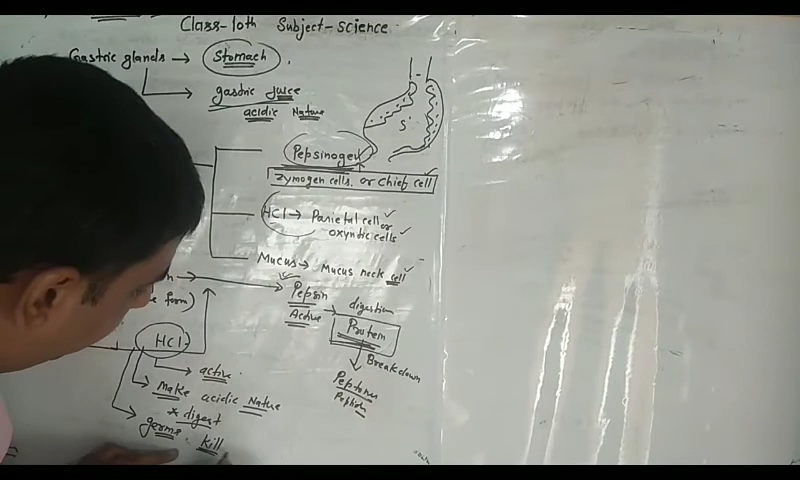 Class-10th Subject-science
Gastric glands → Stomach.
gastric Juice
acidic Nature
S
Pepsinogen
Zymogen cells. or chief cell
HCl → Parietal cell
or
oxyntic cells
Mucus → Mucus neck cell
Pepsin
Active
form)
digestion
Protein
Breakdown
HCl
active.
Make acidic Nature
* digest
germs. kill